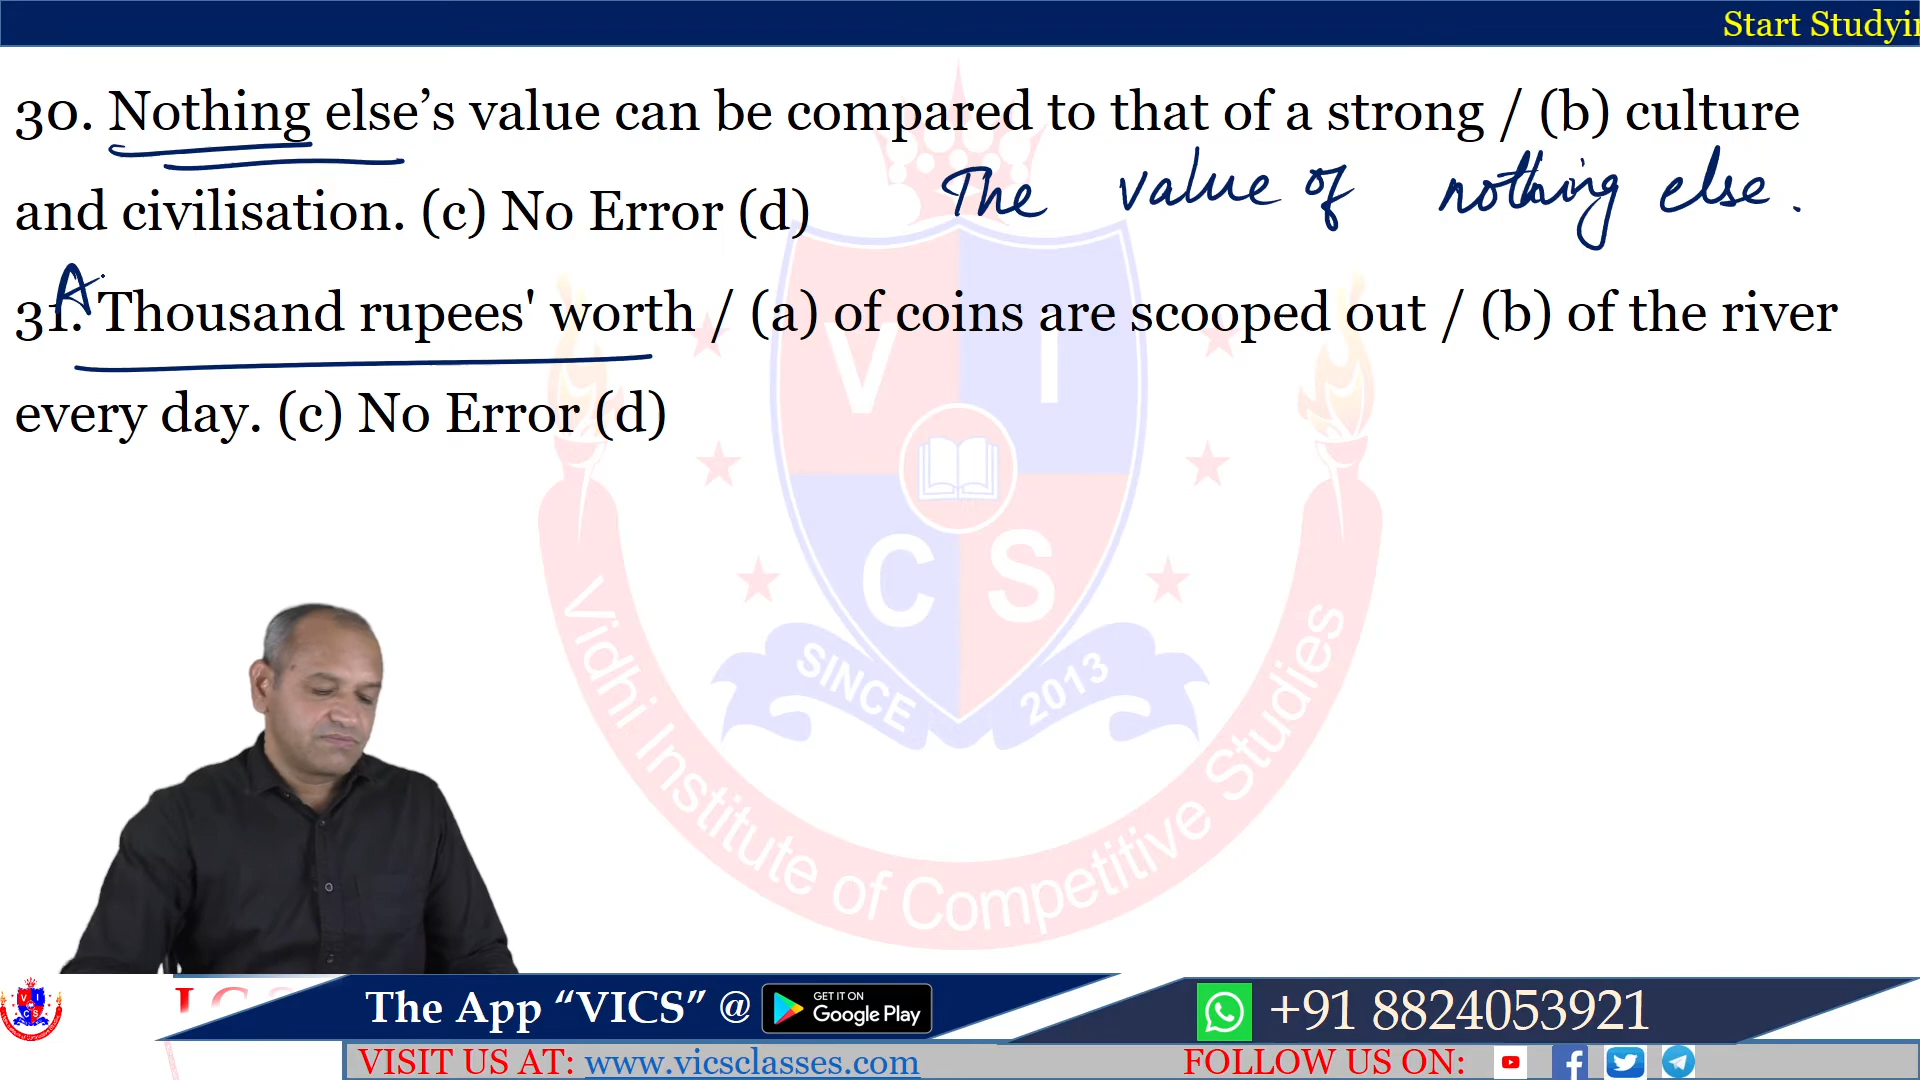 Start Studyin
30. Nothing else’s value can be compared to that of a strong / (b) culture
and civilisation. (c) No Error (d)
The value of nothing else.
A
31. Thousand rupees' worth / (a) of coins are scooped out / (b) of the river
every day. (c) No Error (d)
V I
C S
SINCE 2013
Vidhi Institute of Competitive Studies
The App “VICS” @
GET IT ON
Google Play
+91 8824053921
VISIT US AT: www.vicsclasses.com
FOLLOW US ON: